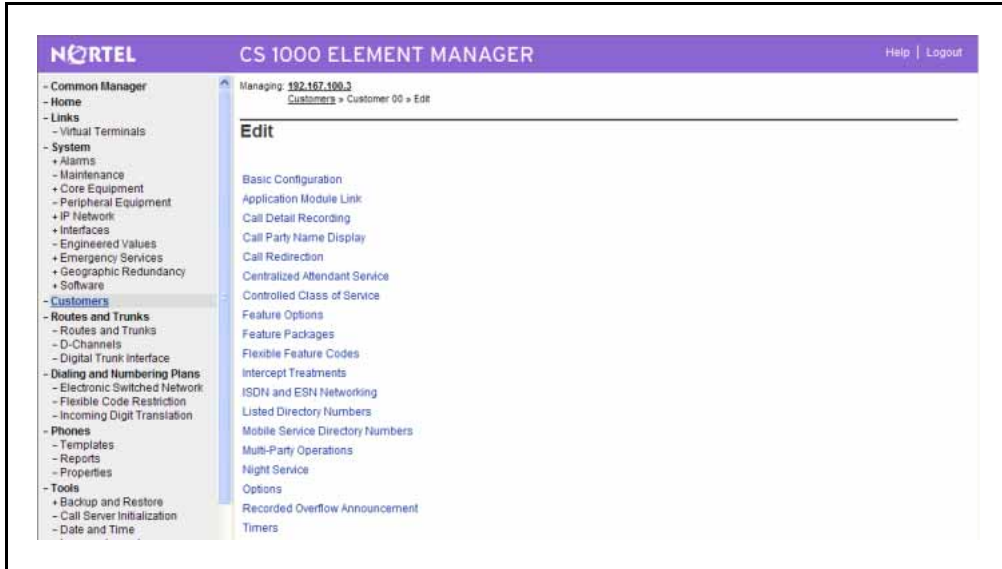 NORTEL
CS 1000 ELEMENT MANAGER
Help | Logout
- Common Manager
- Home
- Links
- Virtual Terminals
- System
+ Alarms
- Maintenance
+ Core Equipment
- Peripheral Equipment
+ IP Network
+ Interfaces
- Engineered Values
+ Emergency Services
+ Geographic Redundancy
+ Software
- Customers
- Routes and Trunks
- Routes and Trunks
- D-Channels
- Digital Trunk Interface
- Dialing and Numbering Plans
- Electronic Switched Network
- Flexible Code Restriction
- Incoming Digit Translation
- Phones
- Templates
- Reports
- Properties
- Tools
+ Backup and Restore
- Call Server Initialization
- Date and Time
Managing: 192.167.100.3
Customers » Customer 00 » Edit
Edit
Basic Configuration
Application Module Link
Call Detail Recording
Call Party Name Display
Call Redirection
Centralized Attendant Service
Controlled Class of Service
Feature Options
Feature Packages
Flexible Feature Codes
Intercept Treatments
ISDN and ESN Networking
Listed Directory Numbers
Mobile Service Directory Numbers
Multi-Party Operations
Night Service
Options
Recorded Overflow Announcement
Timers